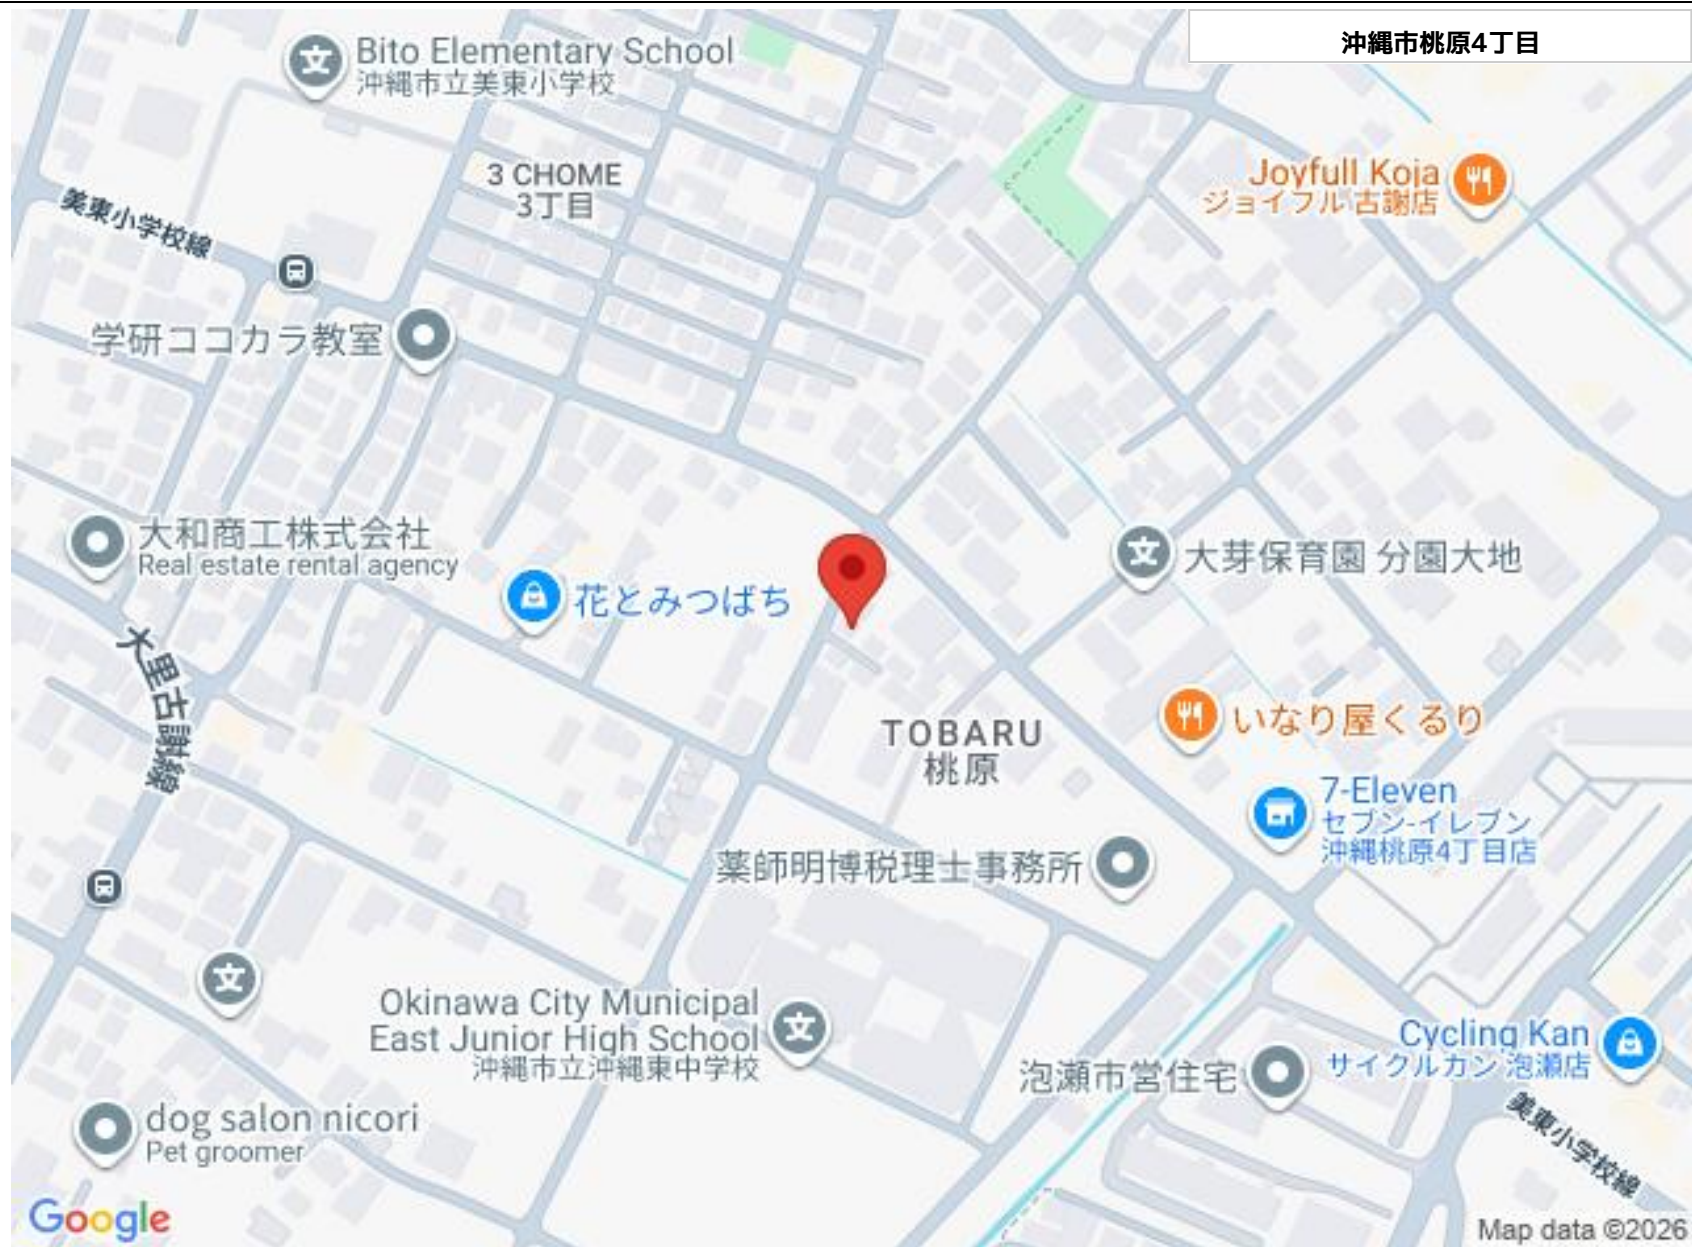 沖縄市桃原4丁目
Bito Elementary School
沖縄市立美東小学校
3 CHOME
3丁目
Joyfull Koja
ジョイフル 古謝店
美東小学校線
学研ココカラ教室
大和商工株式会社
Real estate rental agency
花とみつばち
大芽保育園 分園大地
大里古謝線
TOBARU
桃原
いなり屋くるり
7-Eleven
セブン-イレブン
沖縄桃原4丁目店
薬師明博税理士事務所
Okinawa City Municipal
East Junior High School
沖縄市立沖縄東中学校
泡瀬市営住宅
Cycling Kan
サイクルカン 泡瀬店
dog salon nicori
Pet groomer
美東小学校線
Google
Map data ©2026